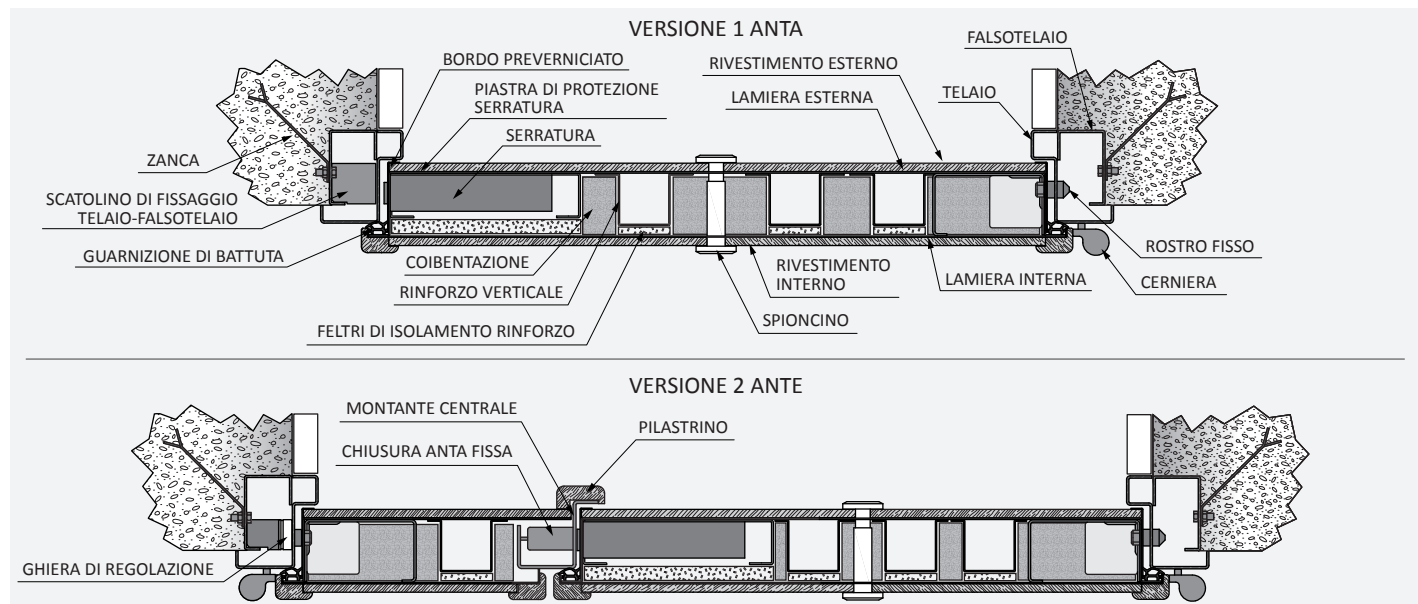 VERSIONE 1 ANTA
FALSOTELAIO
BORDO PREVERNICIATO
RIVESTIMENTO ESTERNO
PIASTRA DI PROTEZIONE
SERRATURA
TELAIO
LAMIERA ESTERNA
SERRATURA
ZANCA
SCATOLINO DI FISSAGGIO
TELAIO-FALSOTELAIO
GUARNIZIONE DI BATTUTA
COIBENTAZIONE
RIVESTIMENTO
INTERNO
LAMIERA INTERNA
ROSTRO FISSO
CERNIERA
RINFORZO VERTICALE
FELTRI DI ISOLAMENTO RINFORZO
SPIONCINO
VERSIONE 2 ANTE
MONTANTE CENTRALE
PILASTRINO
CHIUSURA ANTA FISSA
GHIERA DI REGOLAZIONE